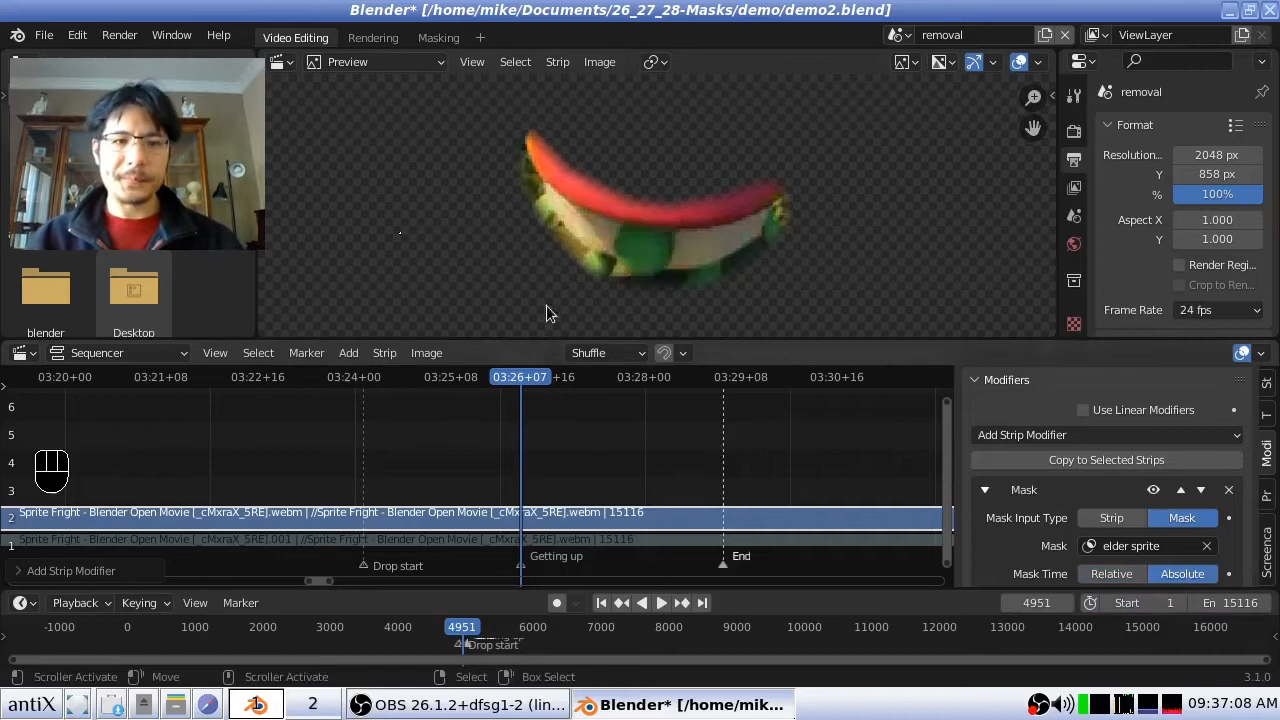 Blender* [/home/mike/Documents/26_27_28-Masks/demo/demo2.blend]
File Edit Render Window Help Video Editing Rendering Masking removal ViewLayer
Preview View Select Strip Image
removal
Format
Resolution... 2048 px
Y 858 px
% 100%
Aspect X 1.000
Y 1.000
Render Regi...
Crop to Ren...
Frame Rate 24 fps
blender Desktop
Sequencer View Select Marker Add Strip Image Shuffle
03:20+00 03:21+08 03:22+16 03:24+00 03:25+08 03:26+07 +16 03:28+00 03:29+08 03:30+16
6
5
4
3
2 Sprite Fright - Blender Open Movie [_cMxraX_5RE].webm | //Sprite Fright - Blender Open Movie [_cMxraX_5RE].webm | 15116
1 Sprite Fright - Blender Open Movie [_cMxraX_5RE].001 | //Sprite Fright - Blender Open Movie [_cMxraX_5RE].webm | 15116
Drop start Getting up End
Add Strip Modifier
Modifiers
Use Linear Modifiers
Add Strip Modifier
Copy to Selected Strips
Mask
Mask Input Type Strip Mask
Mask elder sprite
Mask Time Relative Absolute
St
T
Modi
Pr
Screenca
Playback Keying View Marker 4951 Start 1 En 15116
-1000 0 1000 2000 3000 4000 4951 6000 7000 8000 9000 10000 11000 12000 13000 14000 15000 16000
Drop start
Scroller Activate Move Scroller Activate Select Box Select 3.1.0
antiX 1 2 OBS 26.1.2+dfsg1-2 (lin... Blender* [/home/mik... 09:37:08 AM